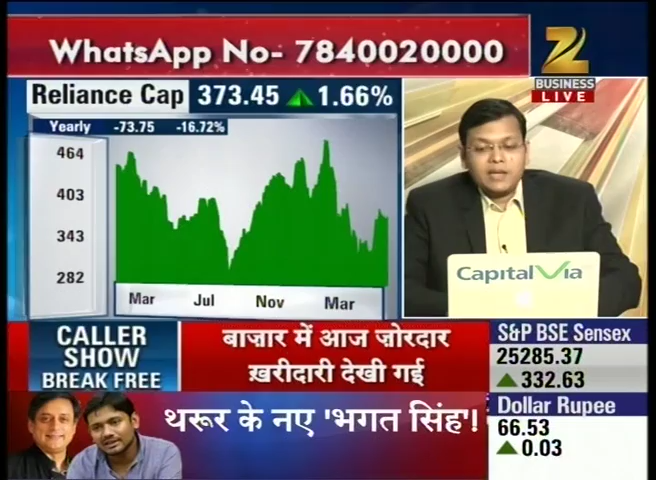 WhatsApp No- 7840020000
Z
BUSINESS
LIVE
Reliance Cap 373.45 1.66%
Yearly -73.75 -16.72%
464
403
343
282
Mar Jul Nov Mar
CapitalVia
CALLER
SHOW
BREAK FREE
बाज़ार में आज ज़ोरदार
ख़रीदारी देखी गई
S&P BSE Sensex
25285.37
332.63
Dollar Rupee
66.53
0.03
थरूर के नए 'भगत सिंह'!